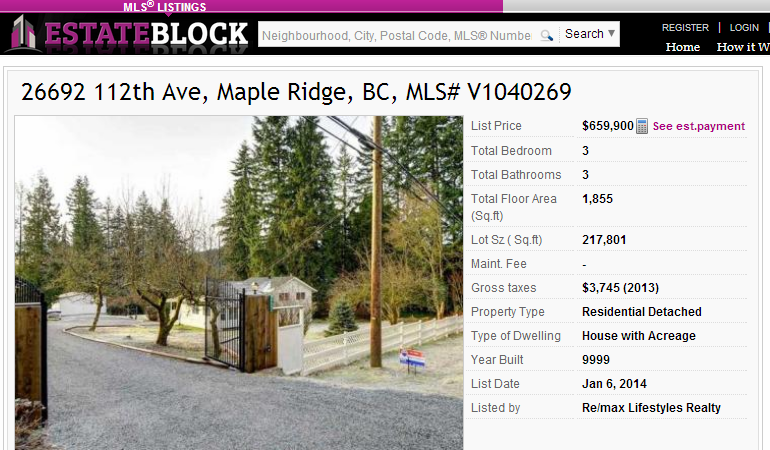 MLS® LISTINGS
ESTATEBLOCK
Neighbourhood, City, Postal Code, MLS® Numbe
Search ▼
REGISTER | LOGIN
Home How it W
26692 112th Ave, Maple Ridge, BC, MLS# V1040269
List Price $659,900 See est.payment
Total Bedroom 3
Total Bathrooms 3
Total Floor Area (Sq.ft) 1,855
Lot Sz ( Sq.ft) 217,801
Maint. Fee -
Gross taxes $3,745 (2013)
Property Type Residential Detached
Type of Dwelling House with Acreage
Year Built 9999
List Date Jan 6, 2014
Listed by Re/max Lifestyles Realty